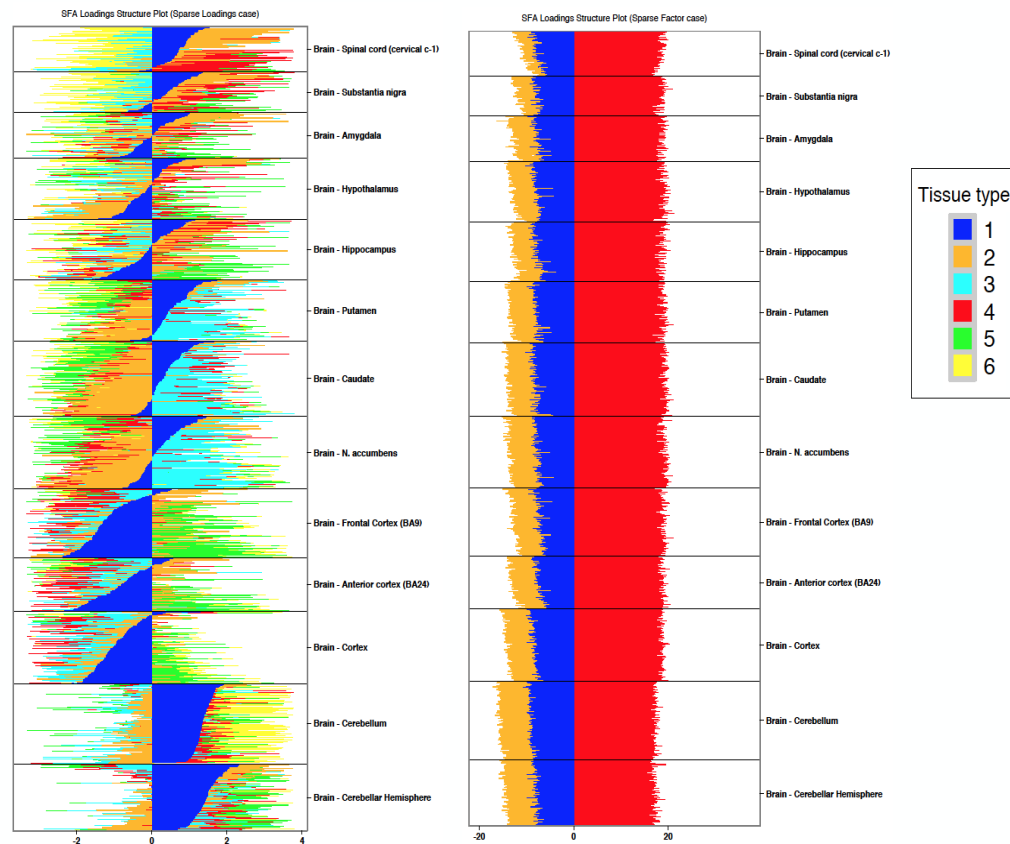 SFA Loadings Structure Plot (Sparse Loadings case)
Brain - Spinal cord (cervical c-1)
Brain - Substantia nigra
Brain - Amygdala
Brain - Hypothalamus
Brain - Hippocampus
Brain - Putamen
Brain - Caudate
Brain - N. accumbens
Brain - Frontal Cortex (BA9)
Brain - Anterior cortex (BA24)
Brain - Cortex
Brain - Cerebellum
Brain - Cerebellar Hemisphere
-2 0 2 4
SFA Loadings Structure Plot (Sparse Factor case)
Brain - Spinal cord (cervical c-1)
Brain - Substantia nigra
Brain - Amygdala
Brain - Hypothalamus
Brain - Hippocampus
Brain - Putamen
Brain - Caudate
Brain - N. accumbens
Brain - Frontal Cortex (BA9)
Brain - Anterior cortex (BA24)
Brain - Cortex
Brain - Cerebellum
Brain - Cerebellar Hemisphere
-20 0 20
Tissue type
1
2
3
4
5
6